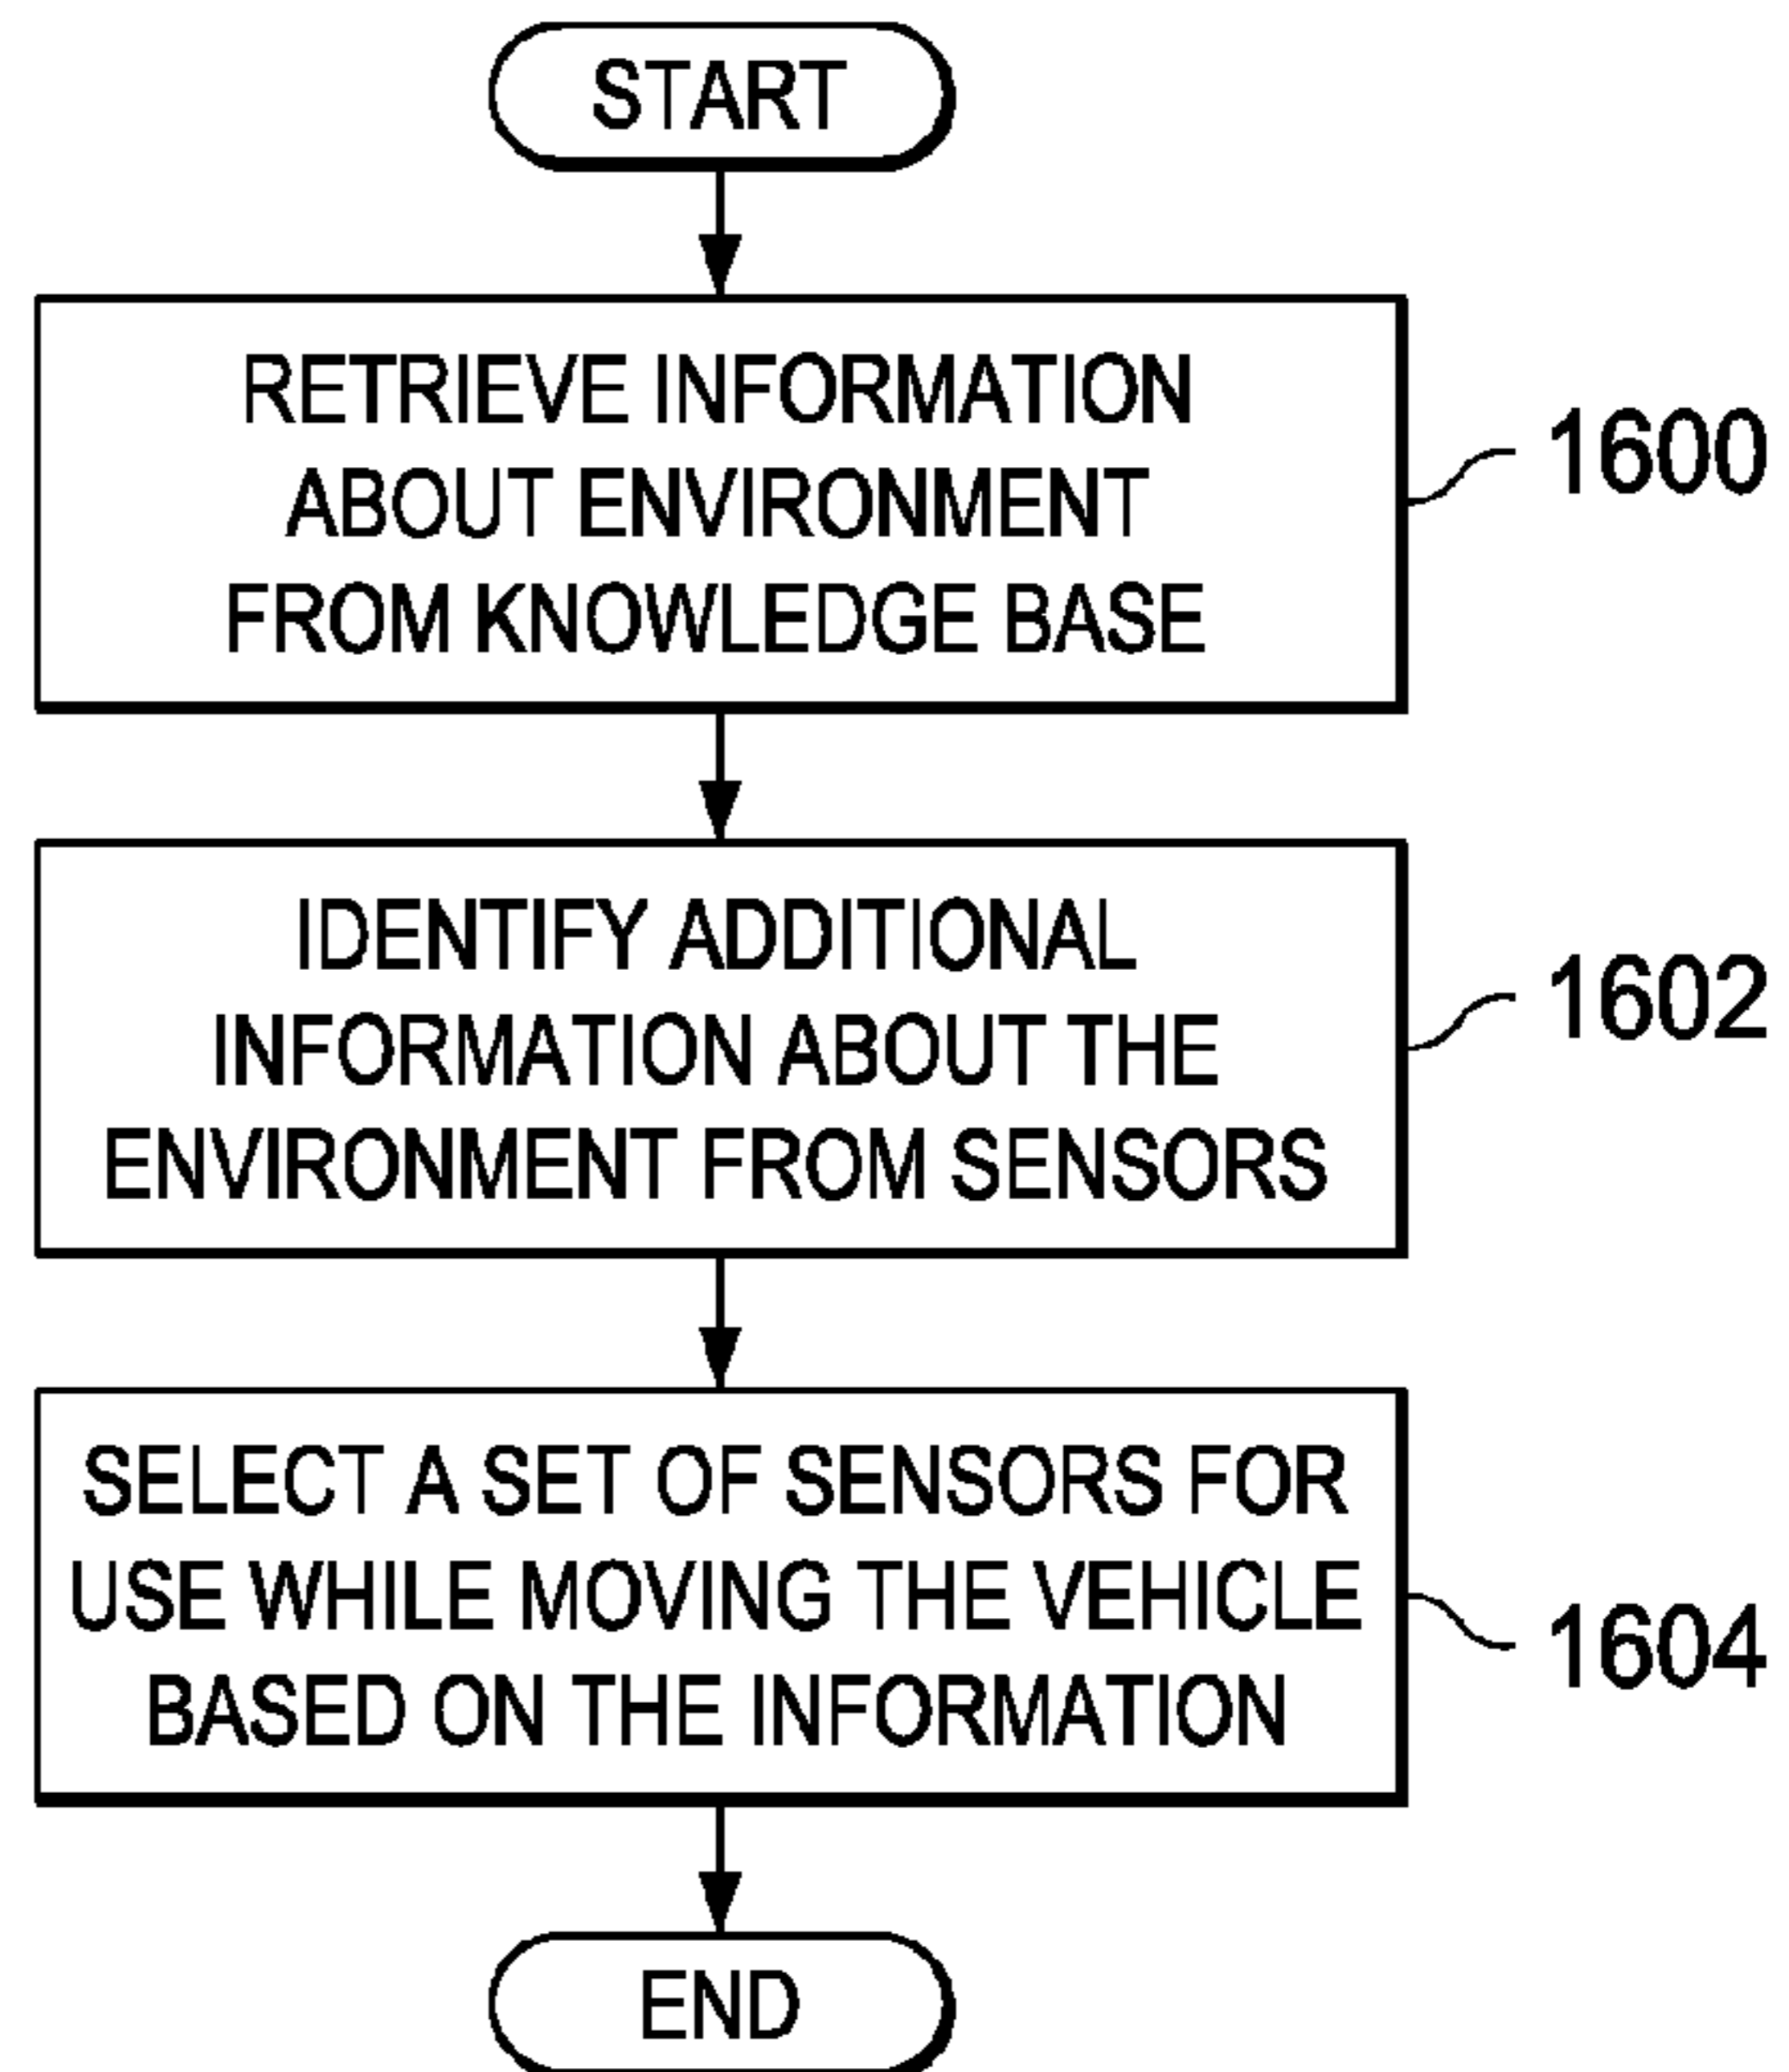 START
RETRIEVE INFORMATION
ABOUT ENVIRONMENT
FROM KNOWLEDGE BASE
1600
IDENTIFY ADDITIONAL
INFORMATION ABOUT THE
ENVIRONMENT FROM SENSORS
1602
SELECT A SET OF SENSORS FOR
USE WHILE MOVING THE VEHICLE
BASED ON THE INFORMATION
1604
END